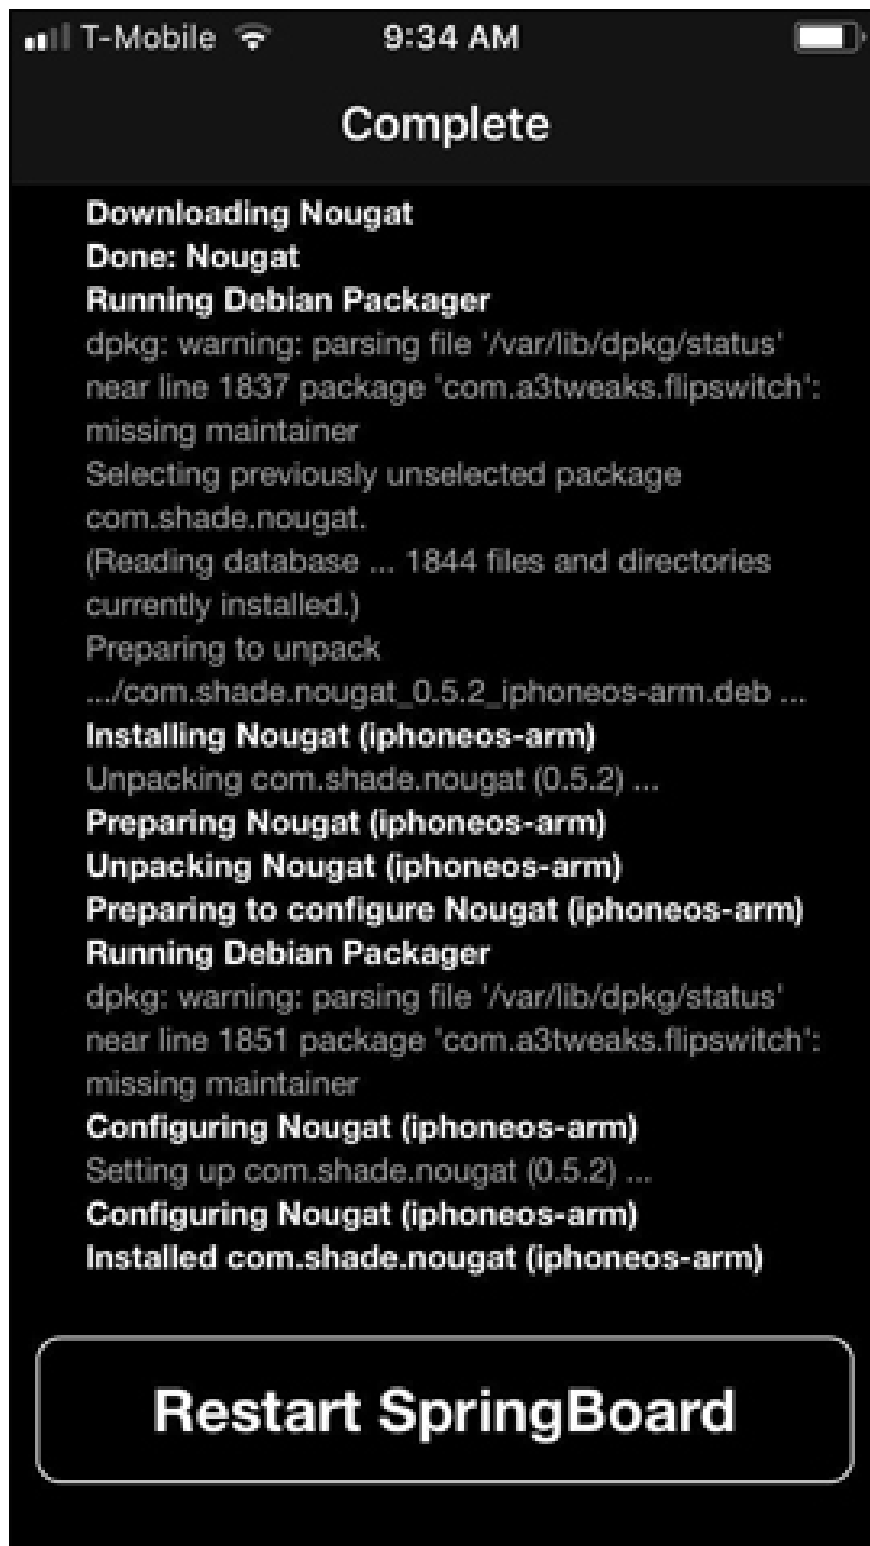 T-Mobile 9:34 AM
Complete
Downloading Nougat
Done: Nougat
Running Debian Packager
dpkg: warning: parsing file '/var/lib/dpkg/status'
near line 1837 package 'com.a3tweaks.flipswitch':
missing maintainer
Selecting previously unselected package
com.shade.nougat.
(Reading database ... 1844 files and directories
currently installed.)
Preparing to unpack
.../com.shade.nougat_0.5.2_iphoneos-arm.deb ...
Installing Nougat (iphoneos-arm)
Unpacking com.shade.nougat (0.5.2) ...
Preparing Nougat (iphoneos-arm)
Unpacking Nougat (iphoneos-arm)
Preparing to configure Nougat (iphoneos-arm)
Running Debian Packager
dpkg: warning: parsing file '/var/lib/dpkg/status'
near line 1851 package 'com.a3tweaks.flipswitch':
missing maintainer
Configuring Nougat (iphoneos-arm)
Setting up com.shade.nougat (0.5.2) ...
Configuring Nougat (iphoneos-arm)
Installed com.shade.nougat (iphoneos-arm)
Restart SpringBoard